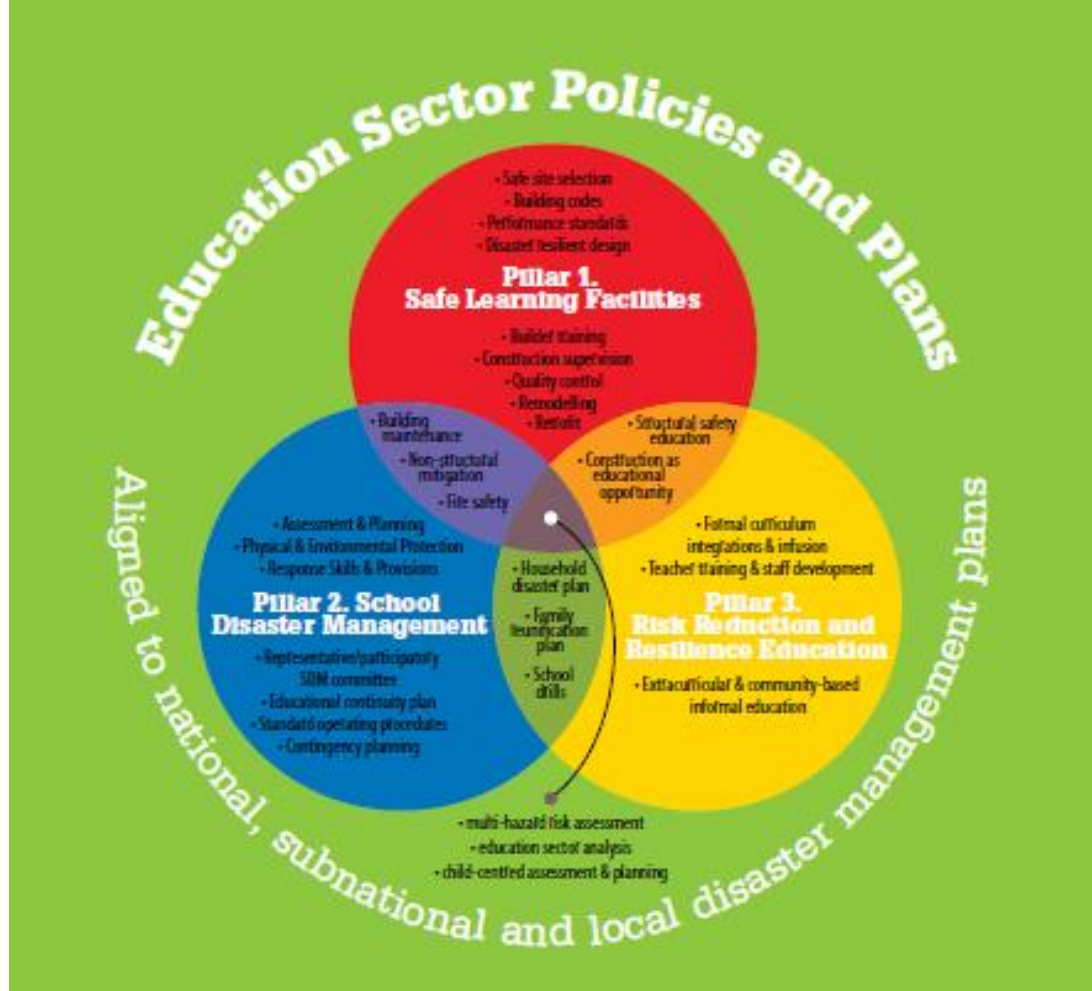 Education Sector Policies and Plans
• Safe site selection
• Building codes
• Performance standards
• Disaster resilient design
Pillar 1.
Safe Learning Facilities
• Builder training
• Construction supervision
• Quality control
• Remodelling
• Retrofit
• Building
maintenance
• Non-structural
mitigation
• Fire safety
• Structural safety
education
• Construction as
educational
opportunity
• Assessment & Planning
• Physical & Environmental Protection
• Response Skills & Provisions
Pillar 2. School
Disaster Management
• Representative/participatory
SDM committee
• Educational continuity plan
• Standard operating procedures
• Contingency planning
• Household
disaster plan
• Family
reunification
plan
• School
drills
• Formal curriculum
integrations & infusion
• Teacher training & staff development
Pillar 3.
Risk Reduction and
Resilience Education
• Extracurricular & community-based
informal education
• multi-hazard risk assessment
• education sector analysis
• child-centred assessment & planning
Aligned to national, subnational and local disaster management plans